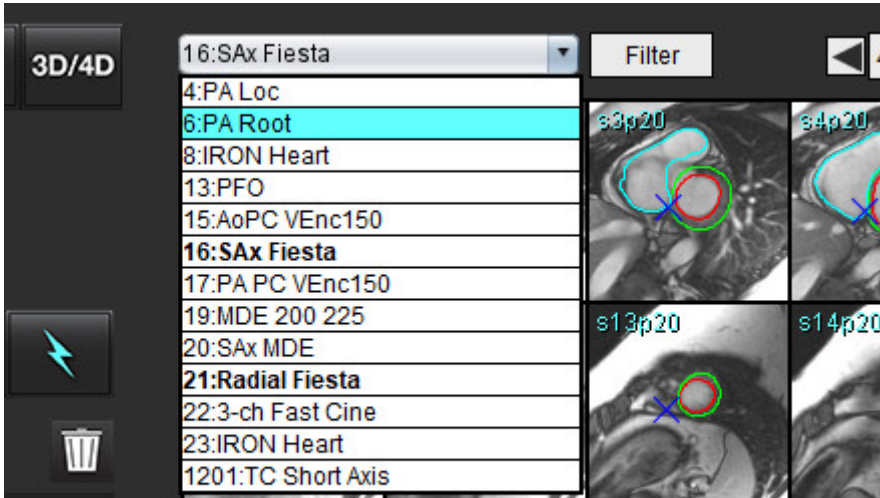 3D/4D
16:SAx Fiesta
Filter
4:PA Loc
6:PA Root
8:IRON Heart
13:PFO
15:AoPC VEnc150
16:SAx Fiesta
17:PA PC VEnc150
19:MDE 200 225
20:SAx MDE
21:Radial Fiesta
22:3-ch Fast Cine
23:IRON Heart
1201:TC Short Axis
s3p20
s4p20
s13p20
s14p20